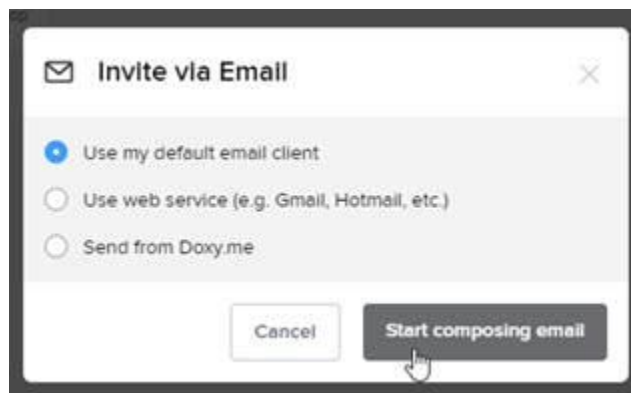 Invite via Email
Use my default email client
Use web service (e.g. Gmail, Hotmail, etc.)
Send from Doxy.me
Cancel
Start composing email